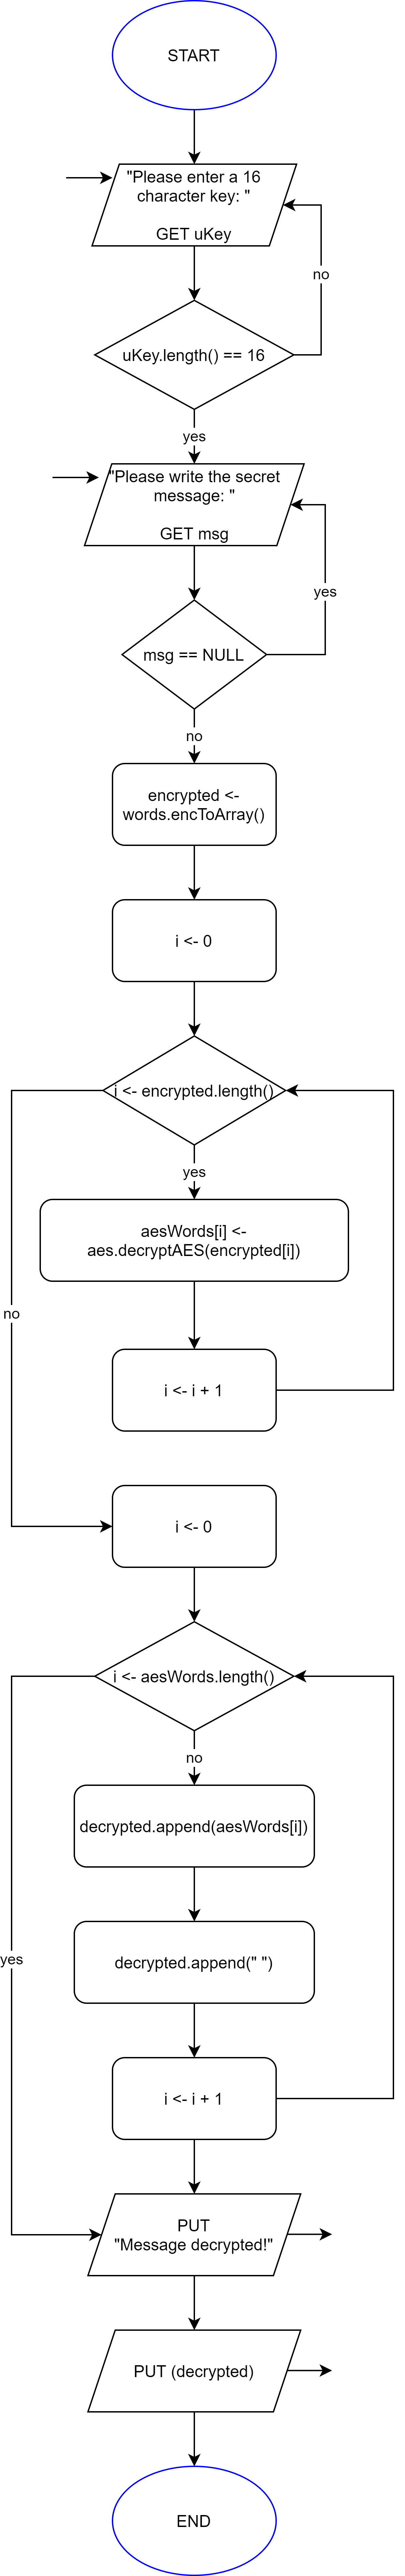 START
"Please enter a 16
character key: "
GET uKey
no
uKey.length() == 16
yes
"Please write the secret
message: "
GET msg
yes
msg == NULL
no
encrypted <-
words.encToArray()
i <- 0
i <- encrypted.length()
yes
aesWords[i] <-
aes.decryptAES(encrypted[i])
no
i <- i + 1
i <- 0
i <- aesWords.length()
no
decrypted.append(aesWords[i])
decrypted.append(" ")
yes
i <- i + 1
PUT
"Message decrypted!"
PUT (decrypted)
END